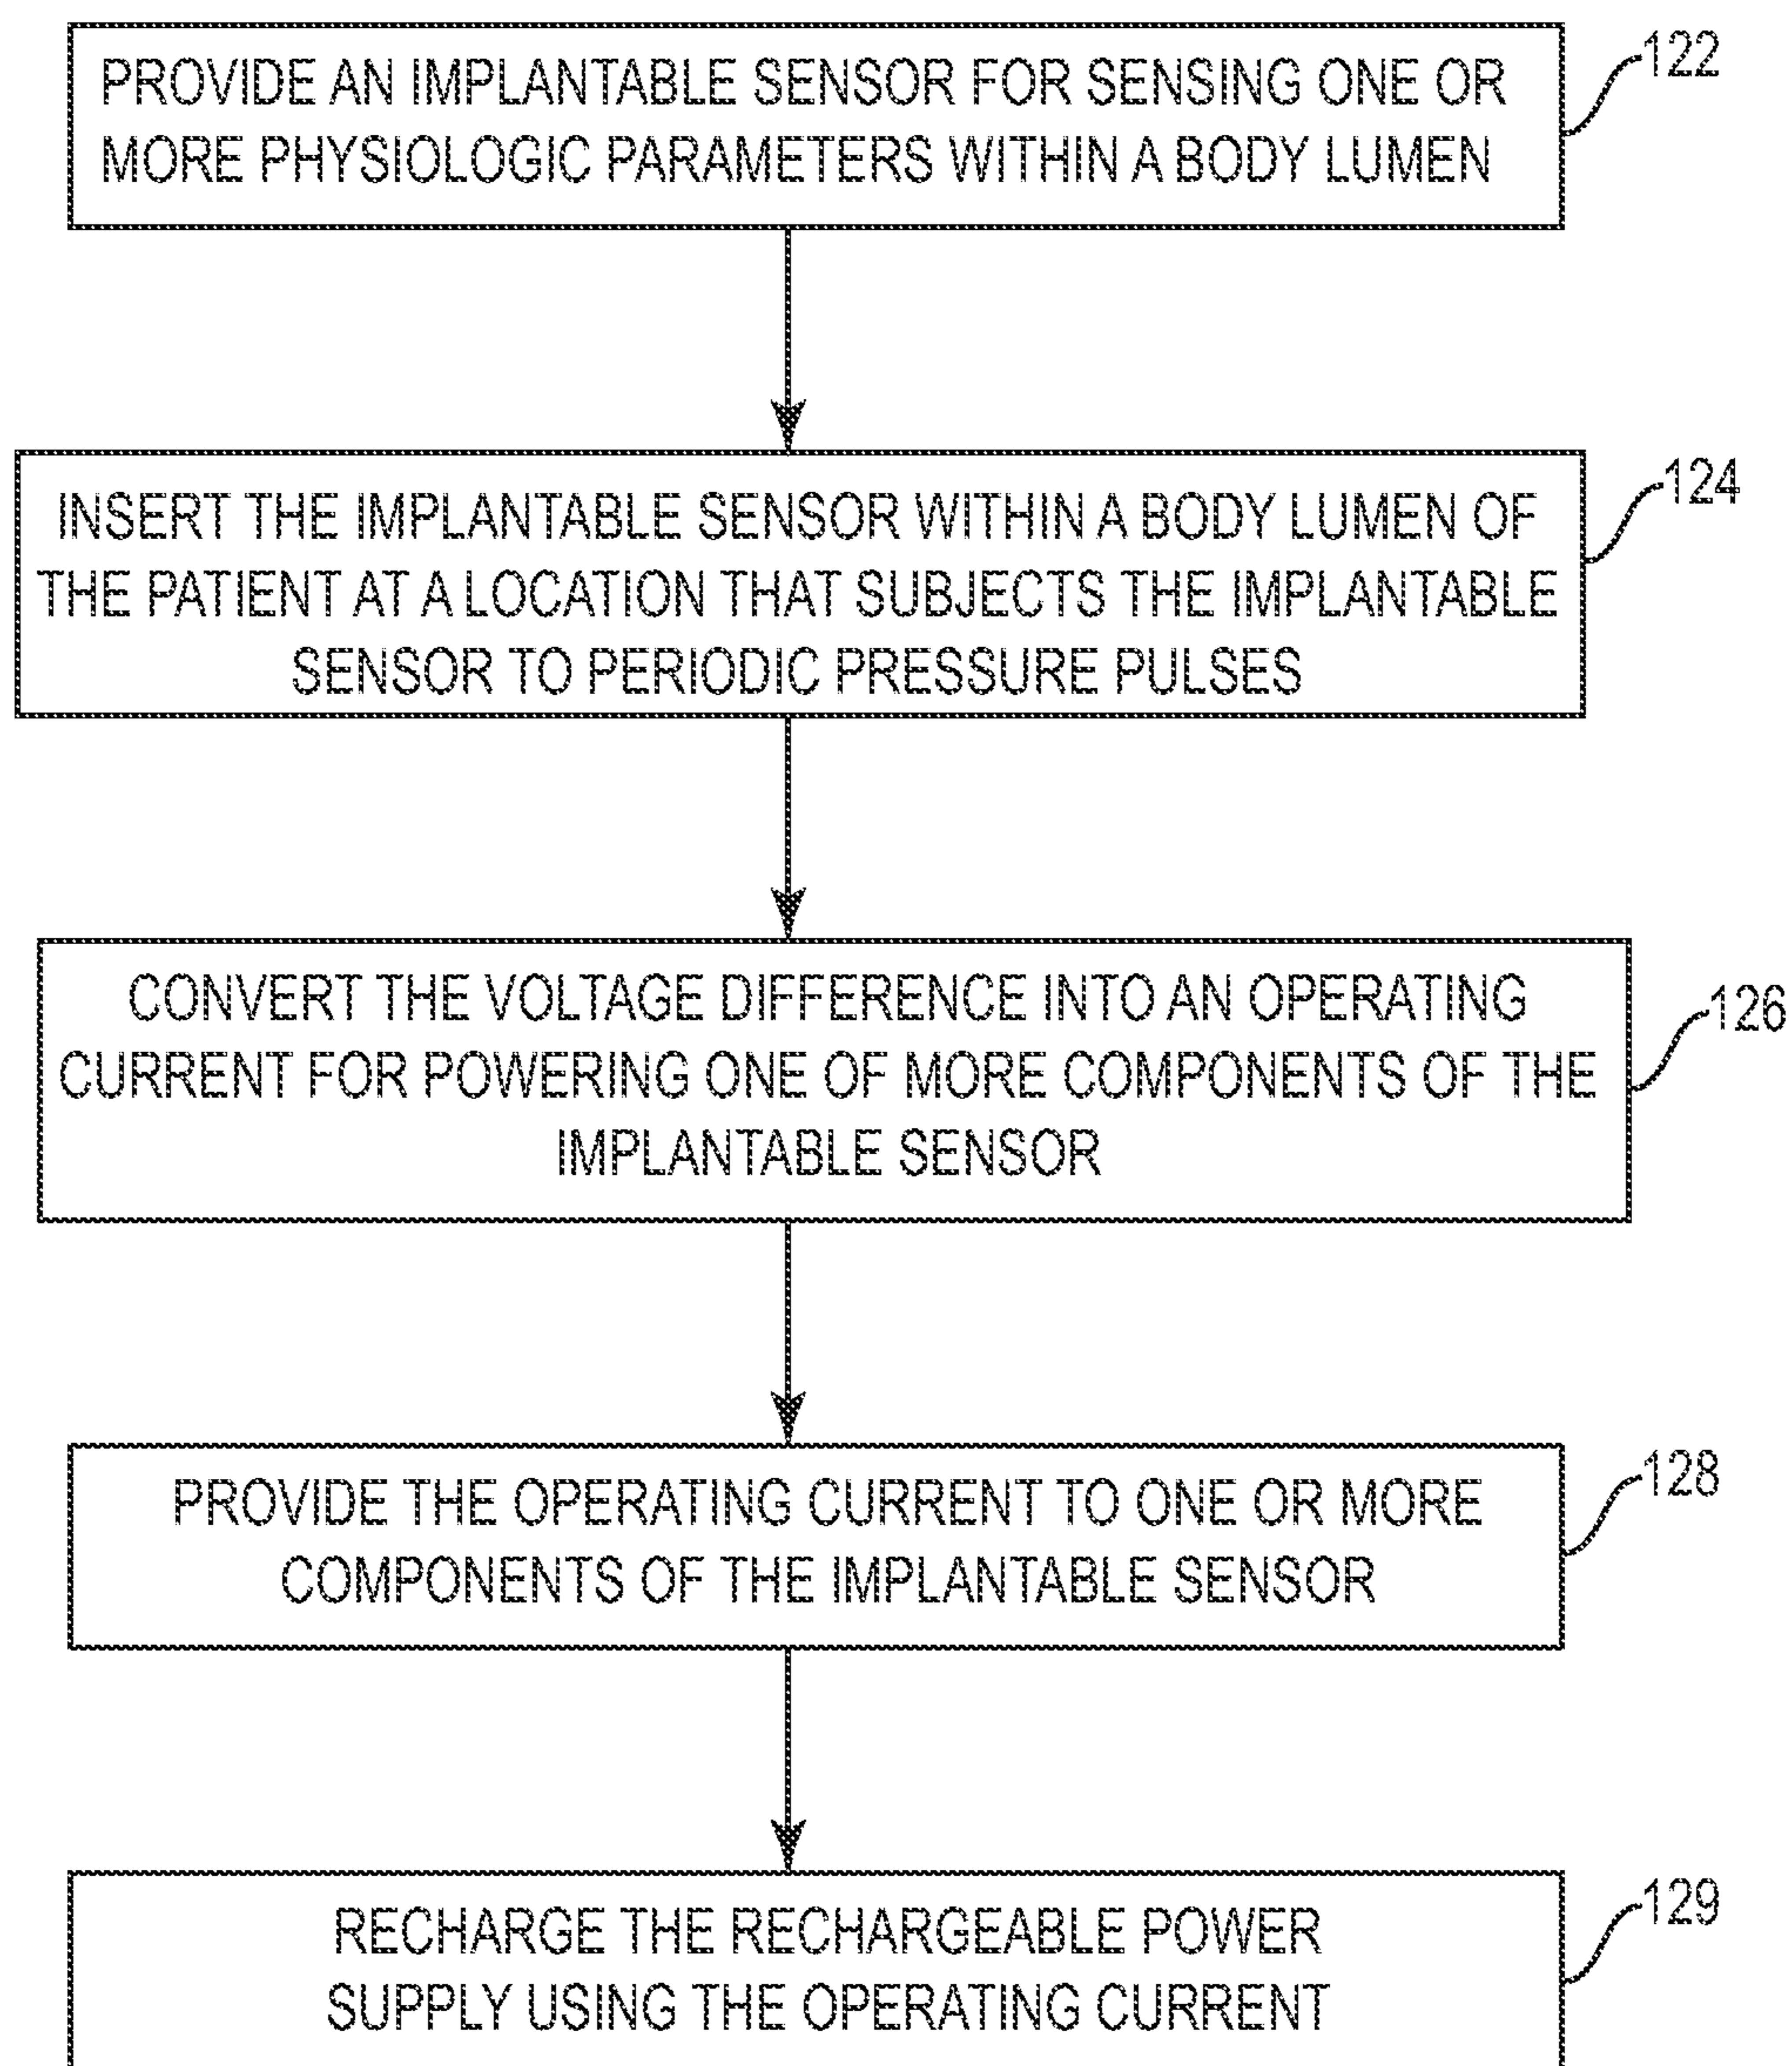 PROVIDE AN IMPLANTABLE SENSOR FOR SENSING ONE OR
MORE PHYSIOLOGIC PARAMETERS WITHIN A BODY LUMEN
122
INSERT THE IMPLANTABLE SENSOR WITHIN A BODY LUMEN OF
THE PATIENT AT A LOCATION THAT SUBJECTS THE IMPLANTABLE
SENSOR TO PERIODIC PRESSURE PULSES
124
CONVERT THE VOLTAGE DIFFERENCE INTO AN OPERATING
CURRENT FOR POWERING ONE OF MORE COMPONENTS OF THE
IMPLANTABLE SENSOR
126
PROVIDE THE OPERATING CURRENT TO ONE OR MORE
COMPONENTS OF THE IMPLANTABLE SENSOR
128
RECHARGE THE RECHARGEABLE POWER
SUPPLY USING THE OPERATING CURRENT
129